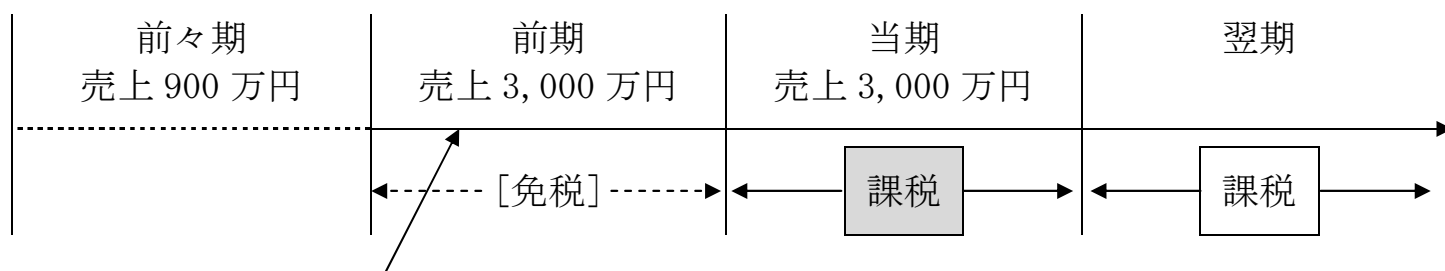 前々期
売上 900 万円
前期
売上 3,000 万円
当期
売上 3,000 万円
翌期
[免税]
課税
課税